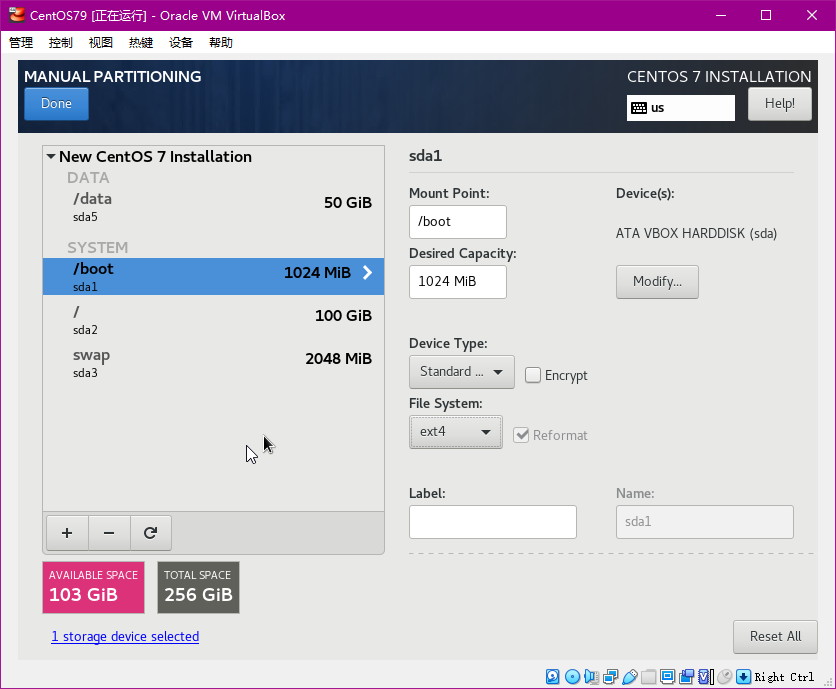 CentOS79 [正在运行] - Oracle VM VirtualBox
管理 控制 视图 热键 设备 帮助
MANUAL PARTITIONING
CENTOS 7 INSTALLATION
Done
us
Help!
New CentOS 7 Installation
DATA
/data
50 GiB
sda5
SYSTEM
/boot
1024 MiB
sda1
/
100 GiB
sda2
swap
2048 MiB
sda3
sda1
Mount Point:
Device(s):
/boot
ATA VBOX HARDDISK (sda)
Desired Capacity:
1024 MiB
Modify...
Device Type:
Standard ...
Encrypt
File System:
ext4
Reformat
Label:
Name:
sda1
+ −
AVAILABLE SPACE
103 GiB
TOTAL SPACE
256 GiB
1 storage device selected
Reset All
Right Ctrl